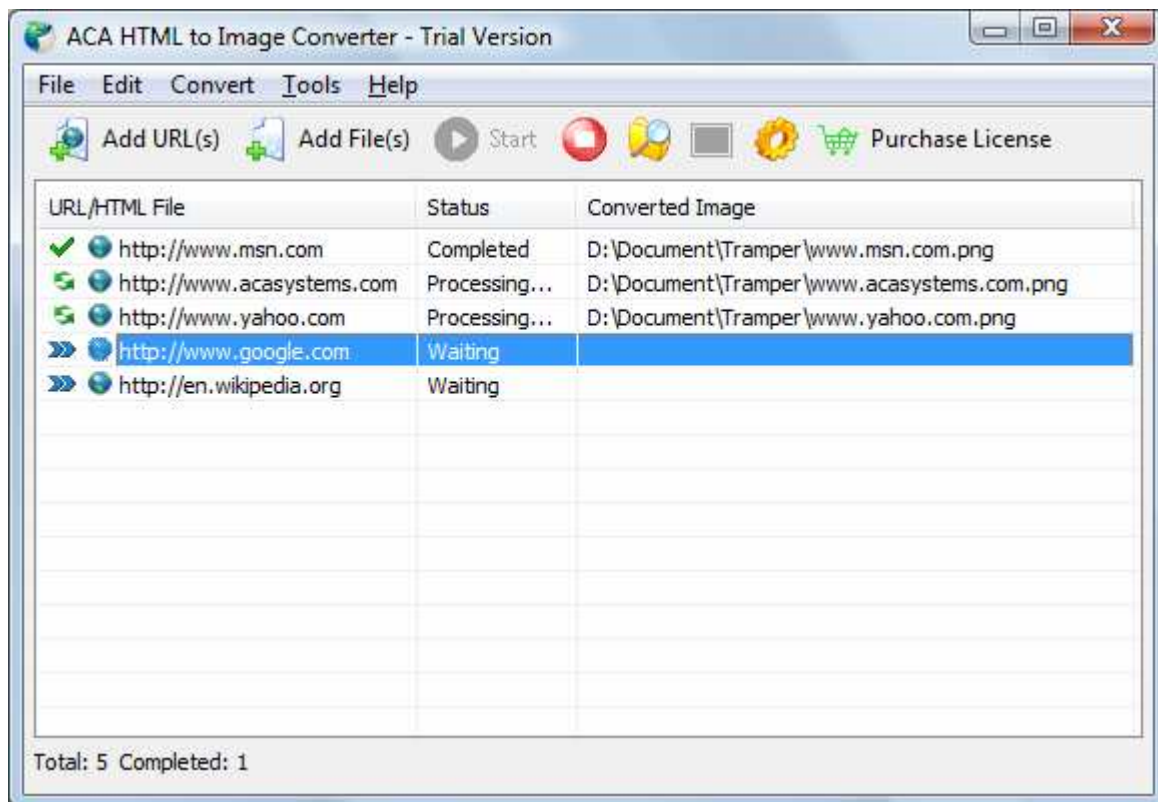 ACA HTML to Image Converter - Trial Version
File Edit Convert Tools Help
Add URL(s) Add File(s) Start Purchase License
URL/HTML File Status Converted Image
http://www.msn.com Completed D:\Document\Tramper\www.msn.com.png
http://www.acasystems.com Processing... D:\Document\Tramper\www.acasystems.com.png
http://www.yahoo.com Processing... D:\Document\Tramper\www.yahoo.com.png
http://www.google.com Waiting
http://en.wikipedia.org Waiting
Total: 5 Completed: 1